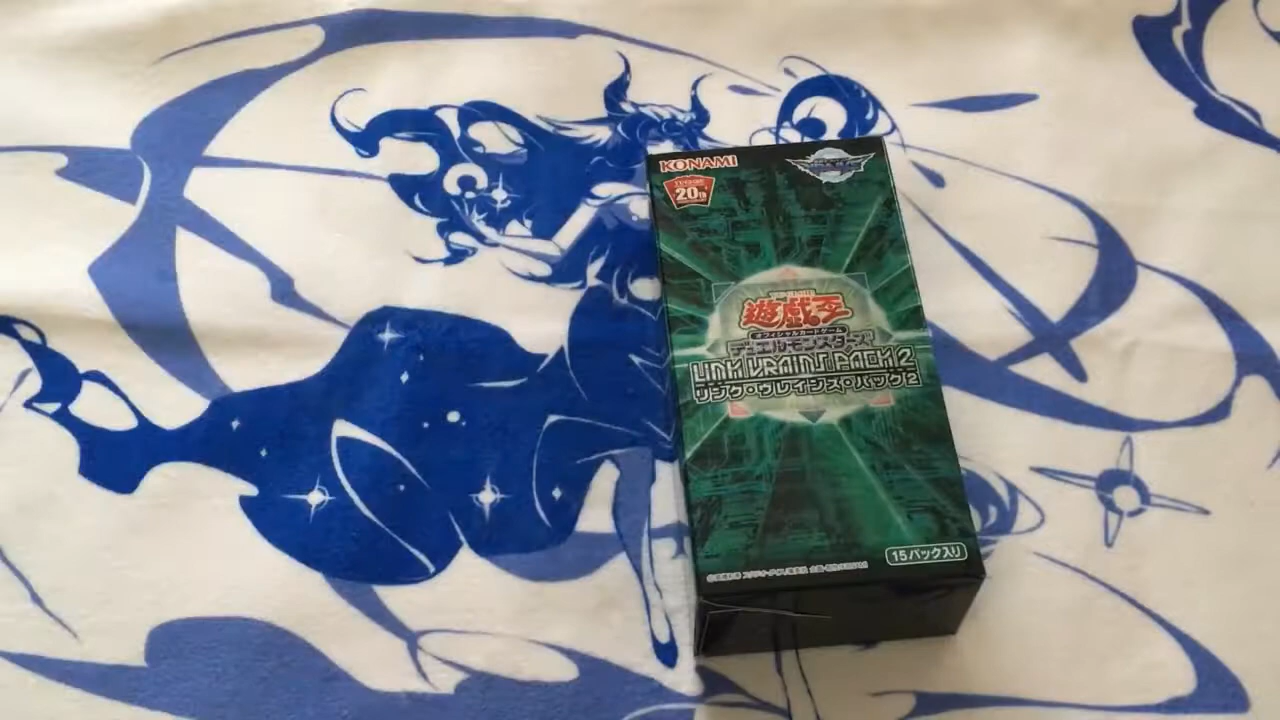 KONAMI
20th
遊戯王
オフィシャルカードゲーム
デュエルモンスターズ
LINK VRAINS PACK 2
リンク・ヴレインズ・パック2
15パック入り